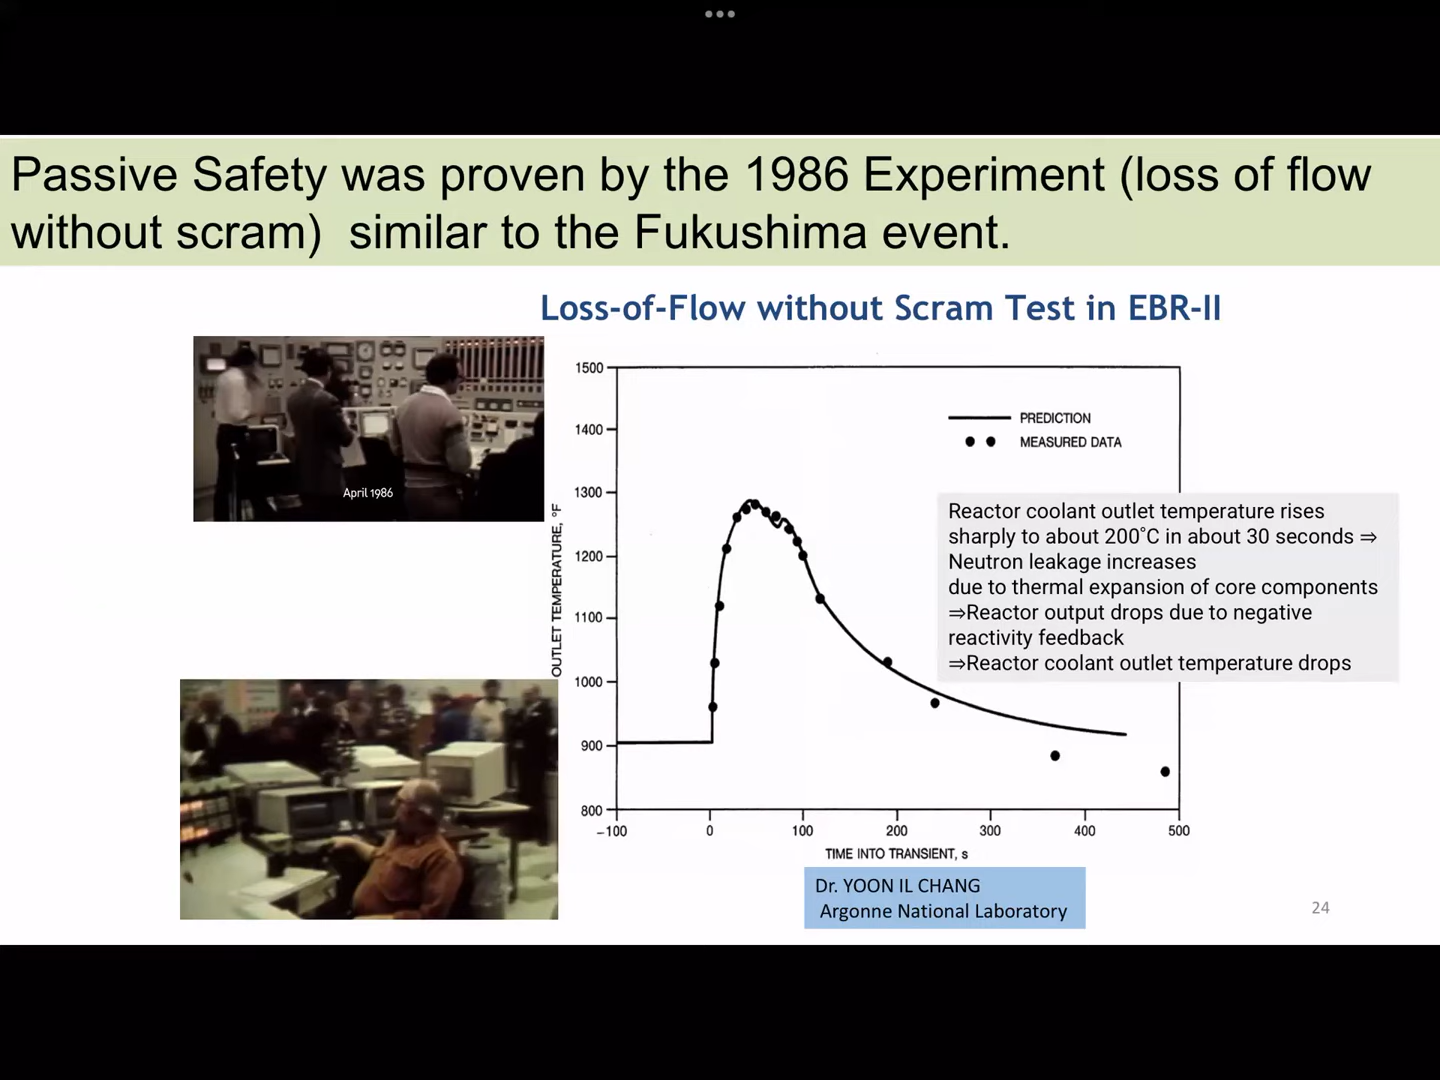 Passive Safety was proven by the 1986 Experiment (loss of flow
without scram)  similar to the Fukushima event.
Loss-of-Flow without Scram Test in EBR-II
April 1986
OUTLET TEMPERATURE, °F
1500
1400
1300
1200
1100
1000
900
800
PREDICTION
MEASURED DATA
Reactor coolant outlet temperature rises
sharply to about 200°C in about 30 seconds ⇒
Neutron leakage increases
due to thermal expansion of core components
⇒Reactor output drops due to negative
reactivity feedback
⇒Reactor coolant outlet temperature drops
−100 0 100 200 300 400 500
TIME INTO TRANSIENT, s
Dr. YOON IL CHANG
Argonne National Laboratory
24